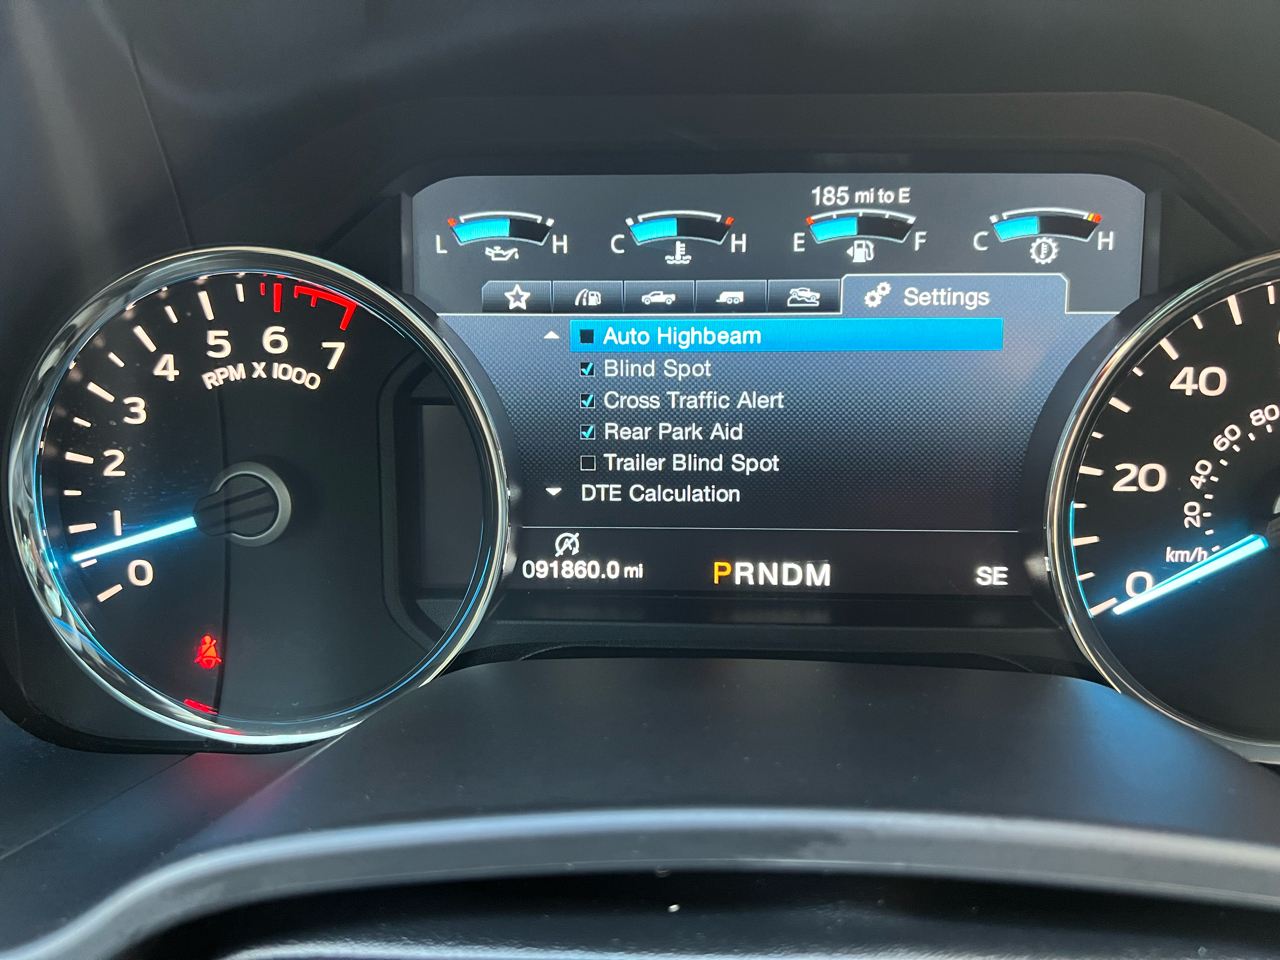 185 mi to E
L H C H E F C H
Settings
Auto Highbeam
Blind Spot
Cross Traffic Alert
Rear Park Aid
Trailer Blind Spot
DTE Calculation
091860.0 mi PRNDM SE
0 1 2 3 4 5 6 7
RPM X 1000
0 20 40
20 40 60 80
km/h